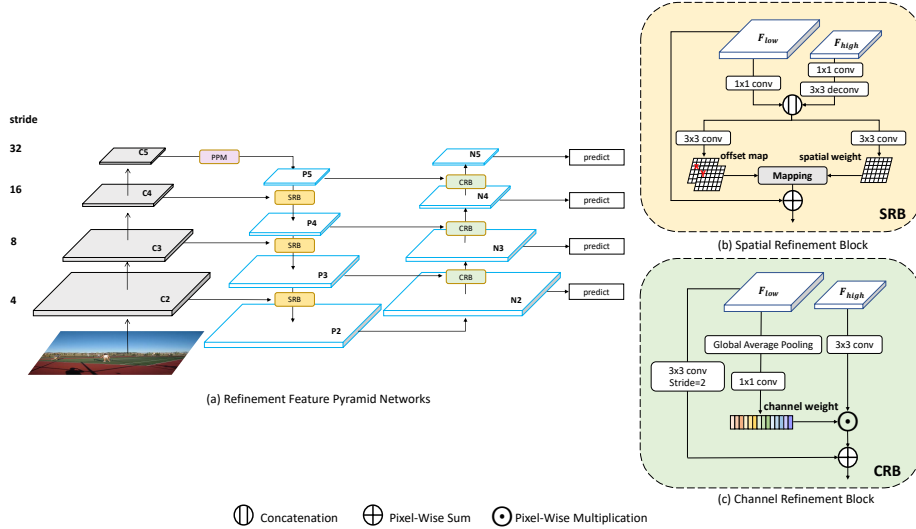 stride
32
16
8
4
C5
C4
C3
C2
PPM
P5
SRB
P4
SRB
P3
SRB
P2
N5
CRB
N4
CRB
N3
CRB
N2
predict
predict
predict
predict
(a) Refinement Feature Pyramid Networks
F_low
F_high
1x1 conv
1x1 conv
3x3 deconv
3x3 conv
3x3 conv
offset map
spatial weight
Mapping
SRB
(b) Spatial Refinement Block
F_low
F_high
Global Average Pooling
3x3 conv
3x3 conv
Stride=2
1x1 conv
channel weight
CRB
(c) Channel Refinement Block
Concatenation
Pixel-Wise Sum
Pixel-Wise Multiplication